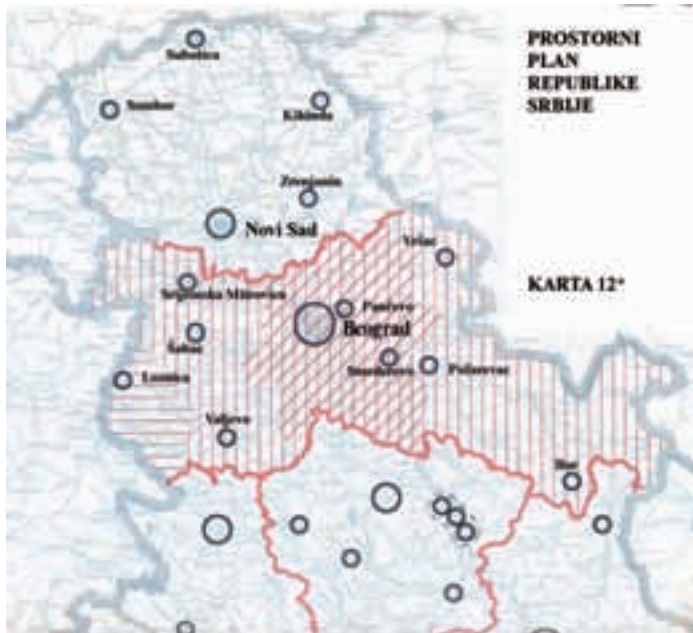 PROSTORNI
PLAN
REPUBLIKE
SRBIJE
Subotica
Sombor
Kikinda
Zrenjanin
Novi Sad
Vršac
KARTA 12*
Sremska Mitrovica
Pančevo
Beograd
Šabac
Smederevo
Požarevac
Loznica
Valjevo
Bor